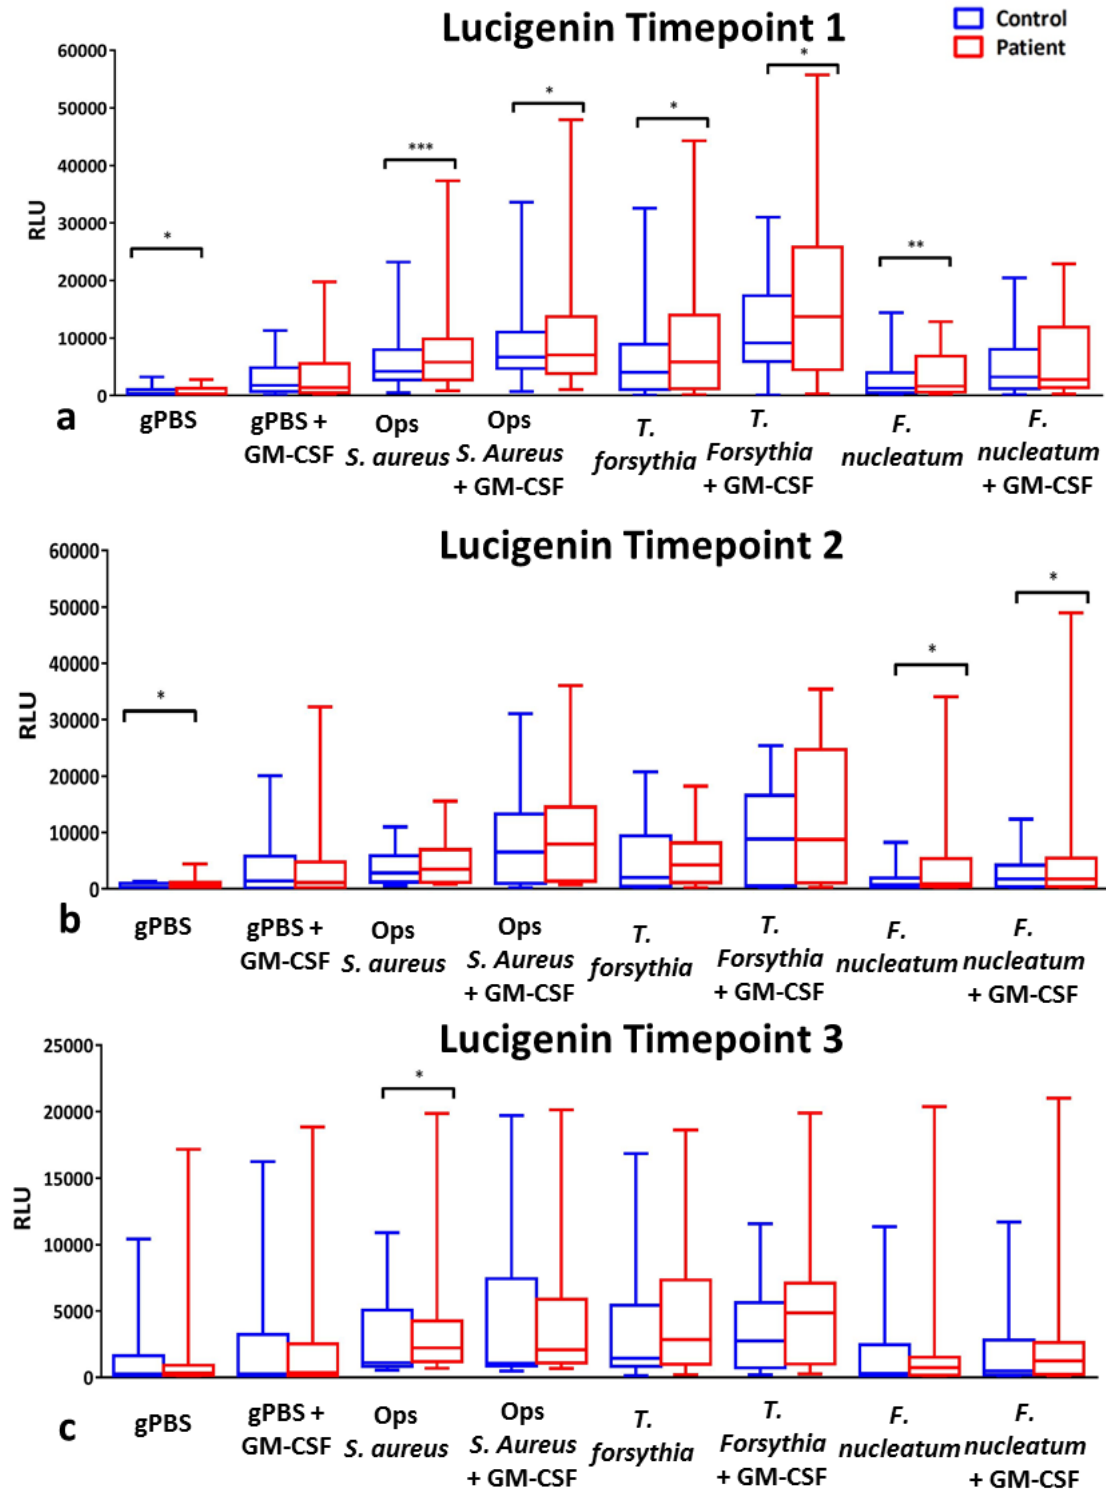 Lucigenin Timepoint 1
Control
Patient
60000
50000
40000
30000
20000
10000
0
RLU
*
***
*
*
*
**
a
gPBS
gPBS +
GM-CSF
Ops
S. aureus
Ops
S. Aureus
+ GM-CSF
T.
forsythia
T.
Forsythia
+ GM-CSF
F.
nucleatum
F.
nucleatum
+ GM-CSF
Lucigenin Timepoint 2
60000
50000
40000
30000
20000
10000
0
RLU
*
*
*
b
gPBS
gPBS +
GM-CSF
Ops
S. aureus
Ops
S. Aureus
+ GM-CSF
T.
forsythia
T.
Forsythia
+ GM-CSF
F.
nucleatum
F.
nucleatum
+ GM-CSF
Lucigenin Timepoint 3
25000
20000
15000
10000
5000
0
RLU
*
c
gPBS
gPBS +
GM-CSF
Ops
S. aureus
Ops
S. Aureus
+ GM-CSF
T.
forsythia
T.
Forsythia
+ GM-CSF
F.
nucleatum
F.
nucleatum
+ GM-CSF